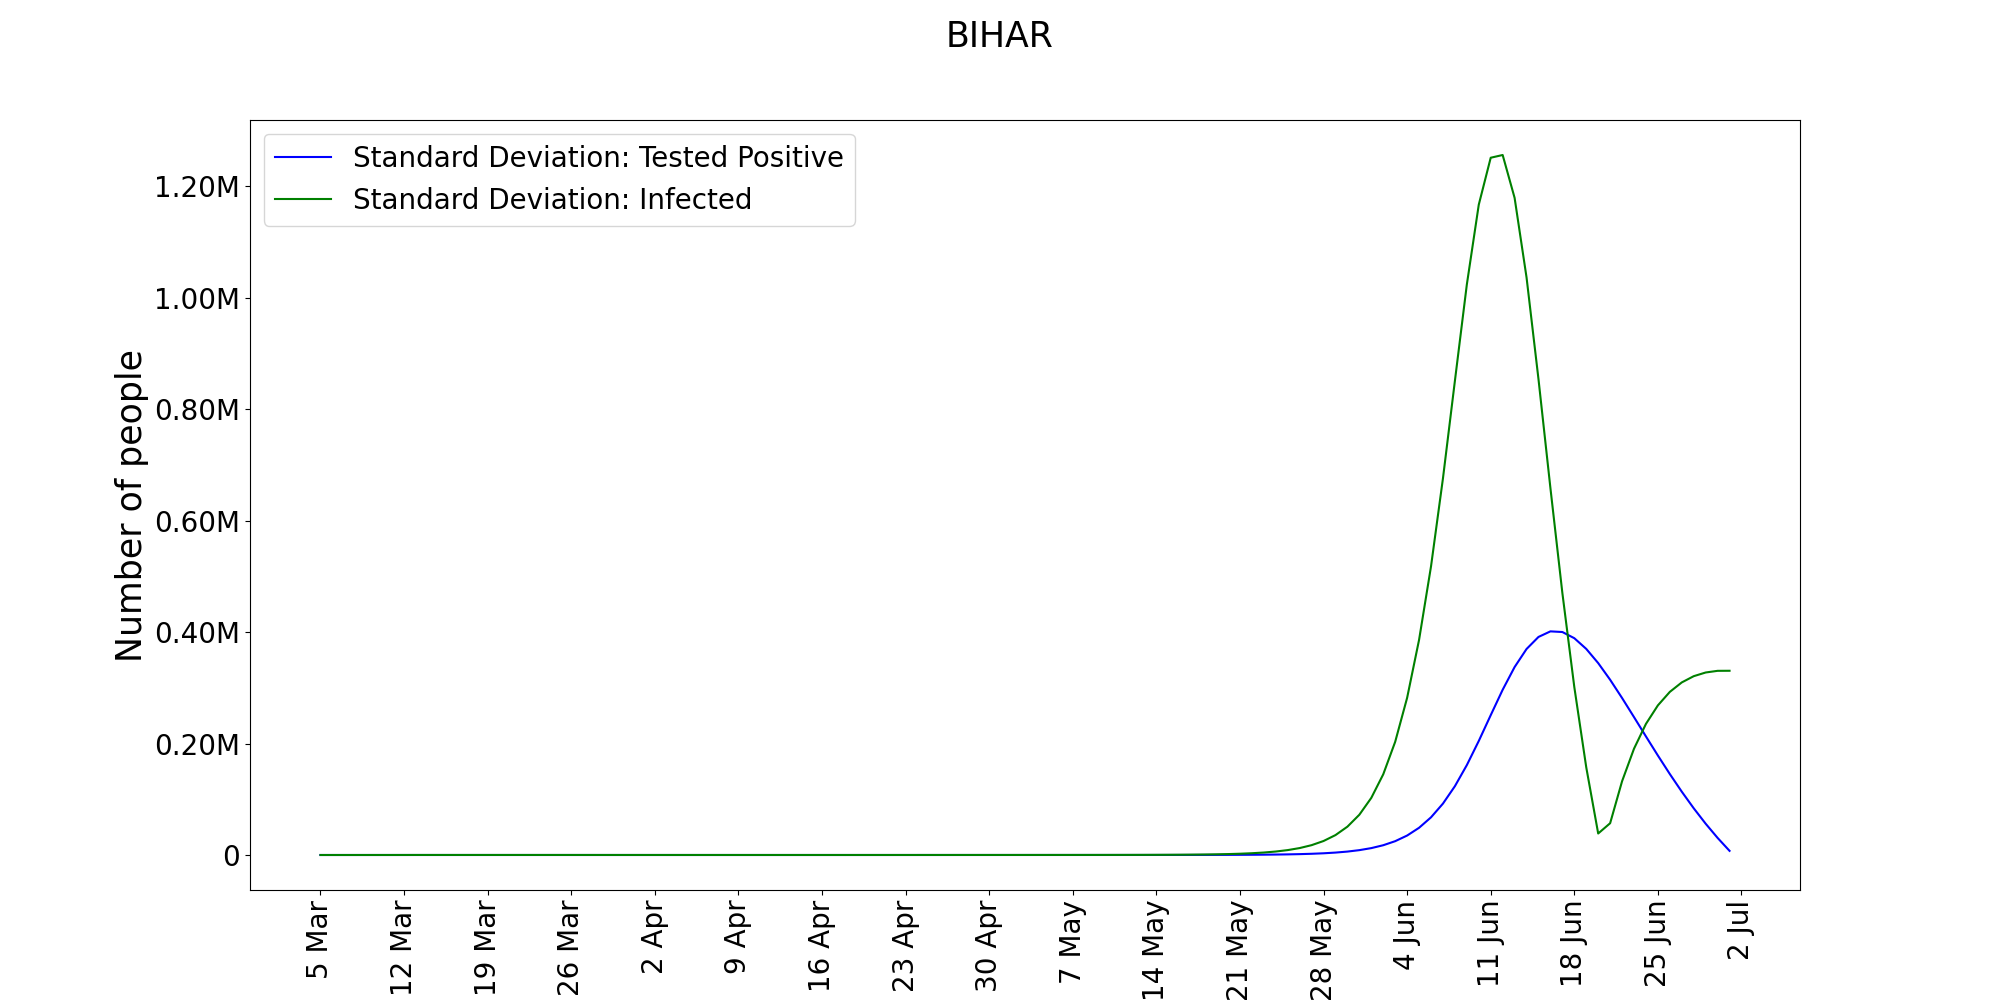 BIHAR
Standard Deviation: Tested Positive
Standard Deviation: Infected
Number of people
1.20M
1.00M
0.80M
0.60M
0.40M
0.20M
0
5 Mar
12 Mar
19 Mar
26 Mar
2 Apr
9 Apr
16 Apr
23 Apr
30 Apr
7 May
14 May
21 May
28 May
4 Jun
11 Jun
18 Jun
25 Jun
2 Jul